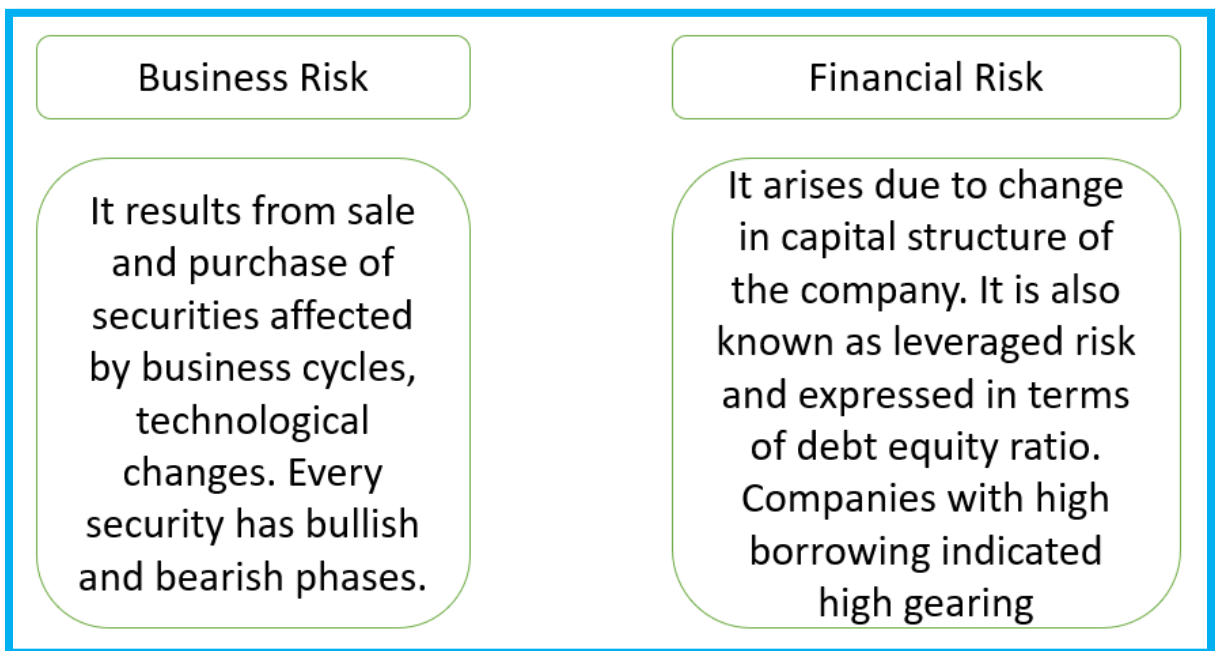 Business Risk
It results from sale
and purchase of
securities affected
by business cycles,
technological
changes. Every
security has bullish
and bearish phases.
Financial Risk
It arises due to change
in capital structure of
the company. It is also
known as leveraged risk
and expressed in terms
of debt equity ratio.
Companies with high
borrowing indicated
high gearing